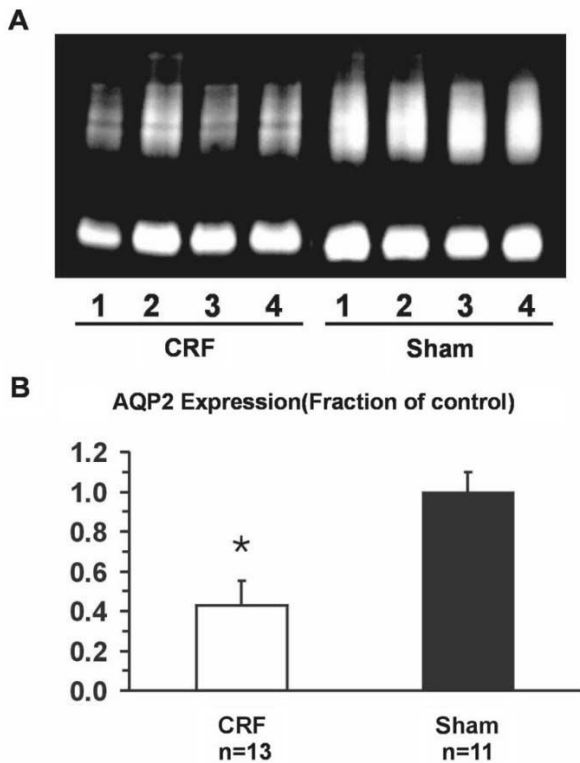 A
1 2 3 4 1 2 3 4
CRF Sham
B
AQP2 Expression(Fraction of control)
1.2
1.0
0.8
0.6
0.4
0.2
0.0
*
CRF Sham
n=13 n=11